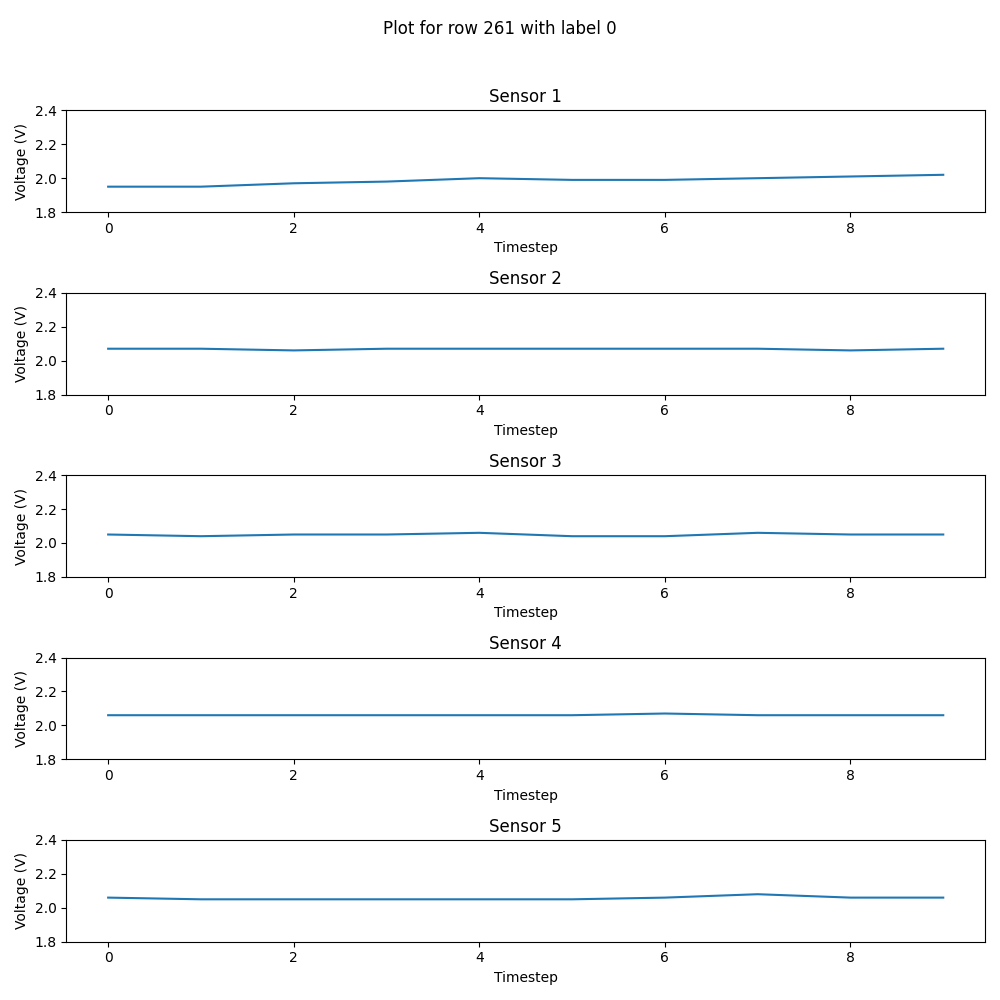 Plot for row 261 with label 0
Sensor 1
Voltage (V)
2.4
2.2
2.0
1.8
0 2 4 6 8
Timestep
Sensor 2
Voltage (V)
2.4
2.2
2.0
1.8
0 2 4 6 8
Timestep
Sensor 3
Voltage (V)
2.4
2.2
2.0
1.8
0 2 4 6 8
Timestep
Sensor 4
Voltage (V)
2.4
2.2
2.0
1.8
0 2 4 6 8
Timestep
Sensor 5
Voltage (V)
2.4
2.2
2.0
1.8
0 2 4 6 8
Timestep